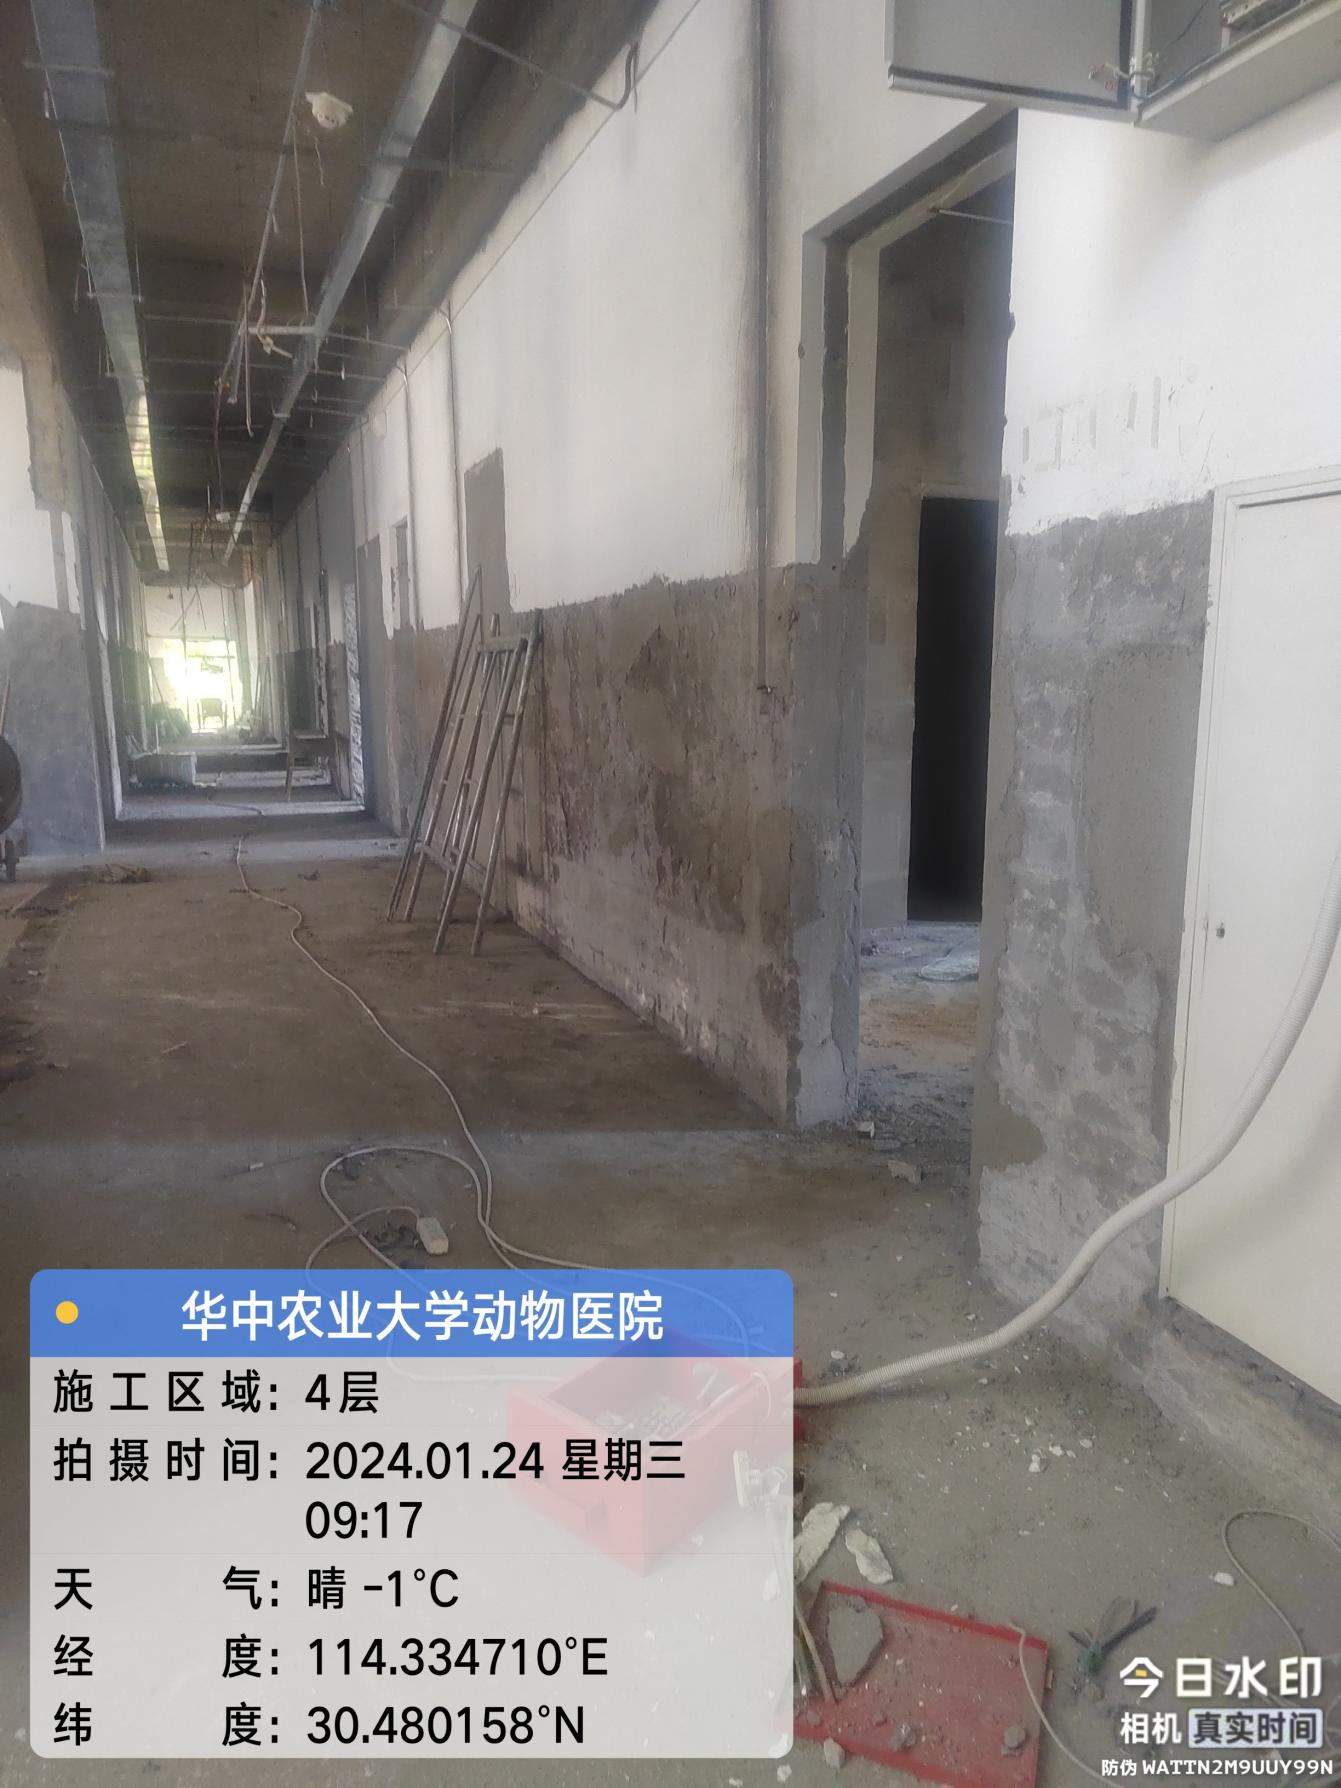 华中农业大学动物医院
施工区域：4层
拍摄时间：2024.01.24 星期三
09:17
天气：晴 -1℃
经度：114.334710°E
纬度：30.480158°N
今日水印
相机 真实时间
防伪 WATTN2M9UUY99N